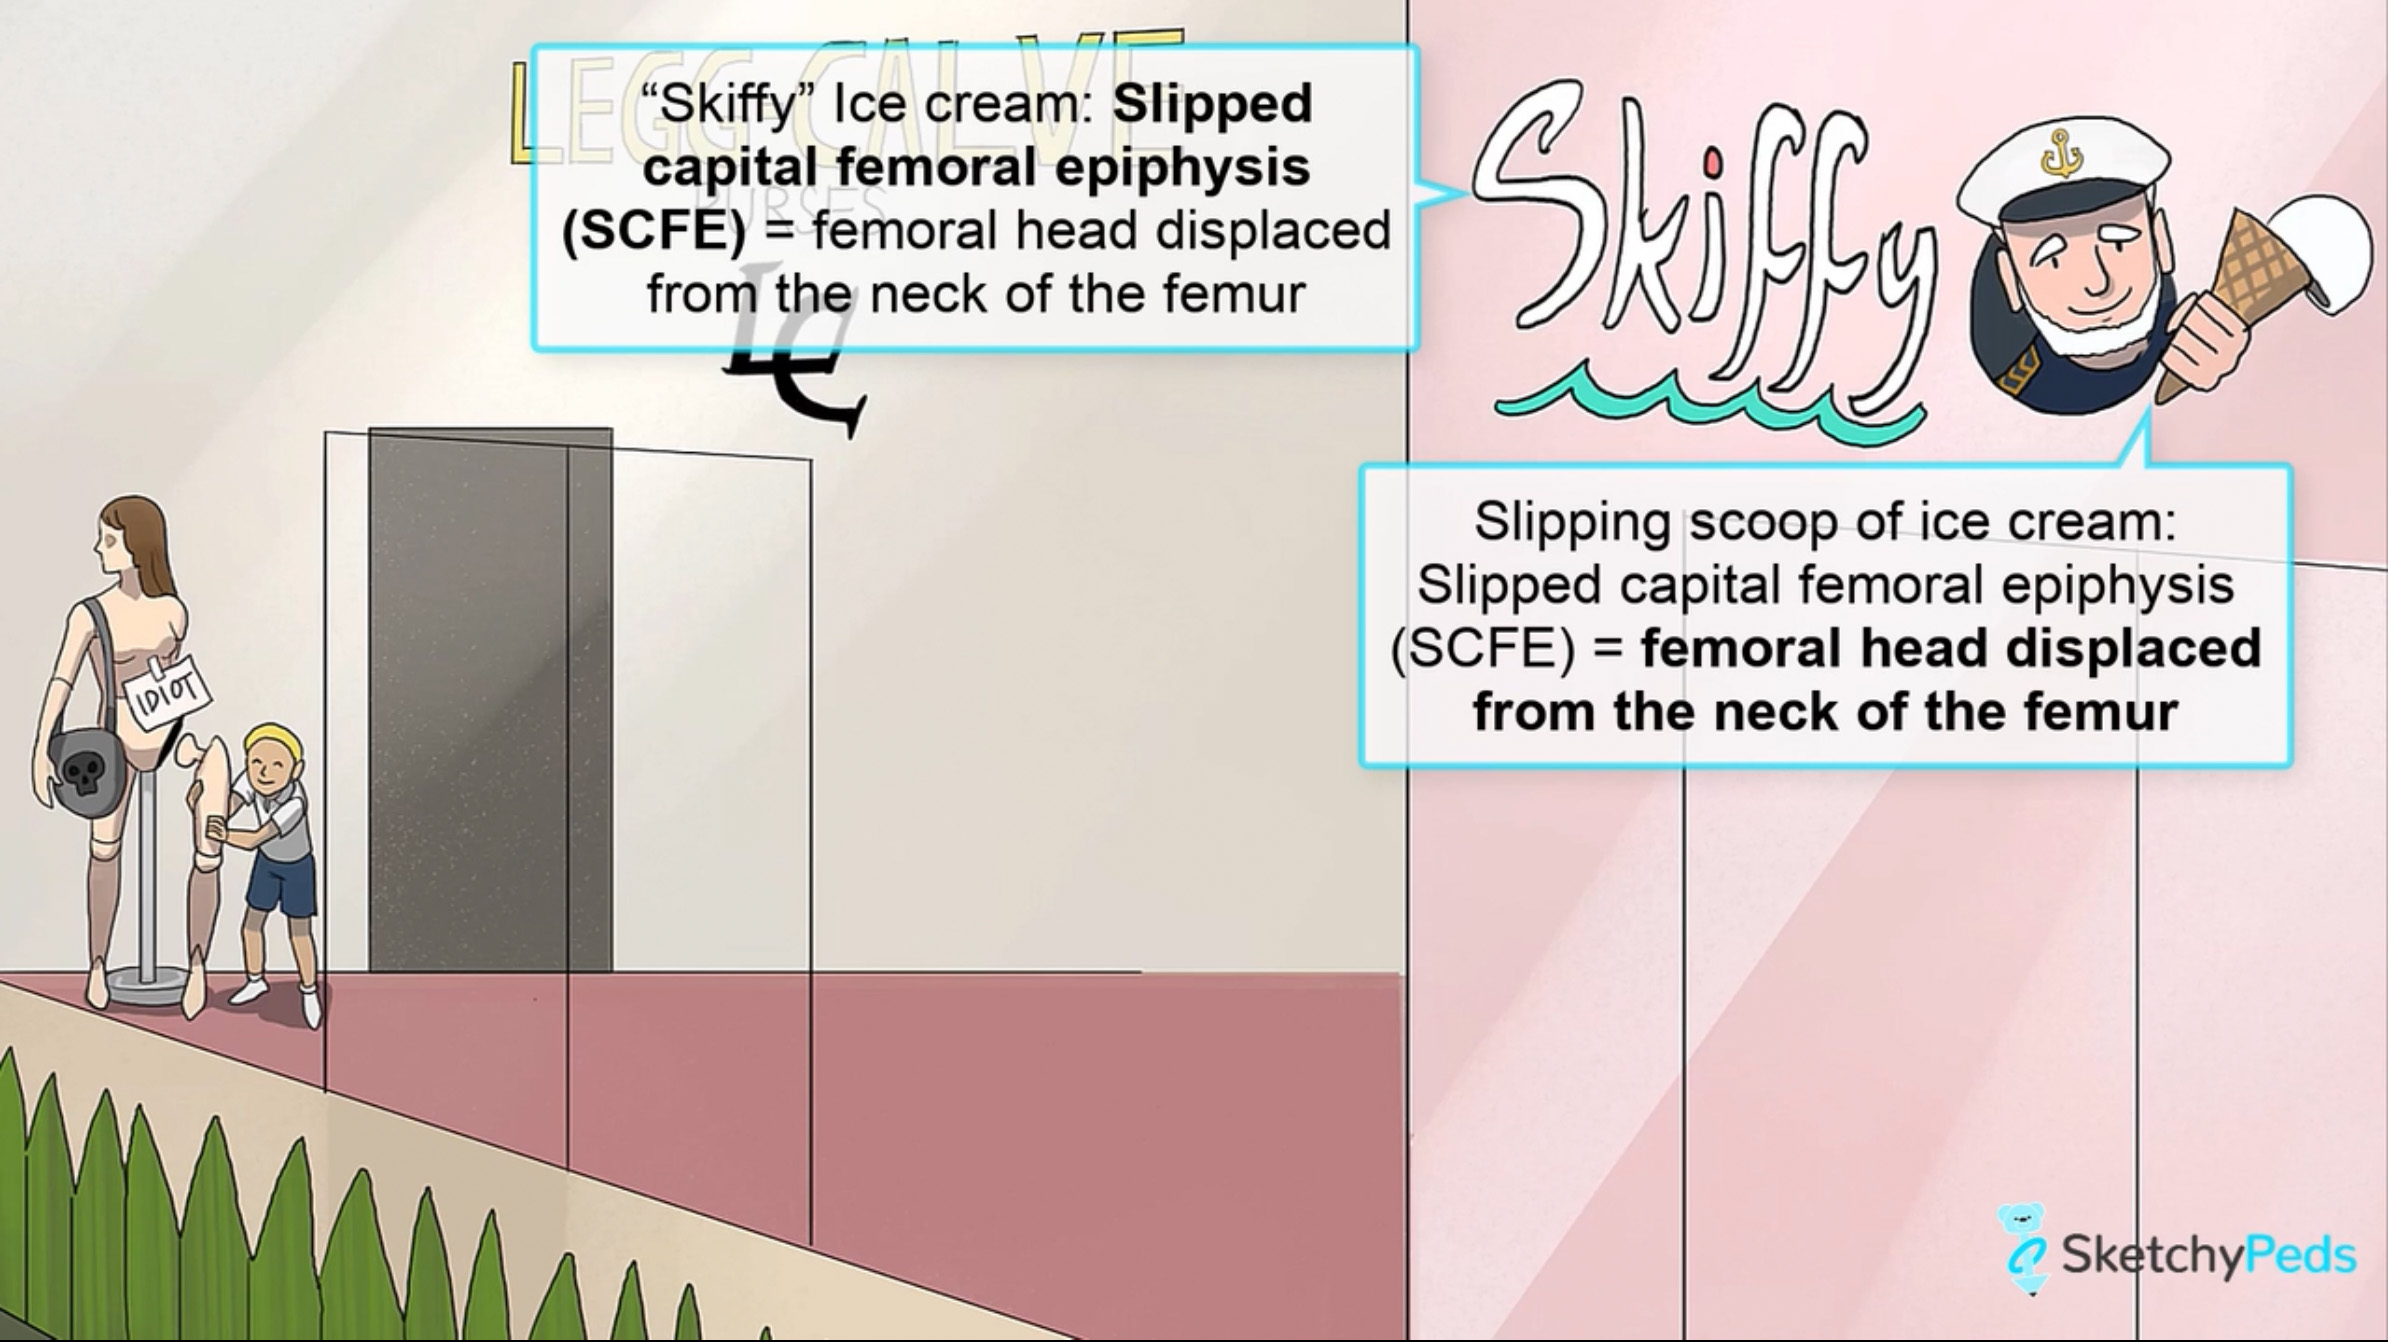 LEGG-CALVE
PURSES
LC
“Skiffy” Ice cream: Slipped
capital femoral epiphysis
(SCFE) = femoral head displaced
from the neck of the femur
Skiffy
Slipping scoop of ice cream:
Slipped capital femoral epiphysis
(SCFE) = femoral head displaced
from the neck of the femur
IDIOT
SketchyPeds